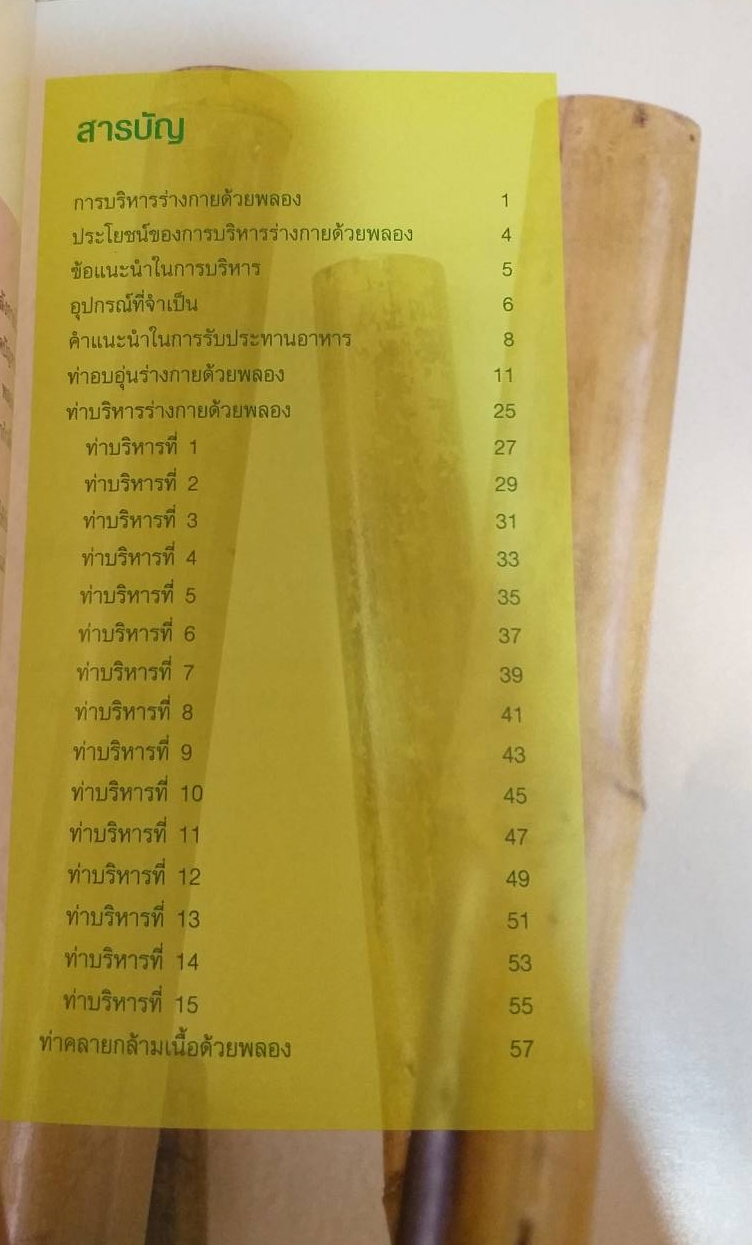 สารบัญ
การบริหารร่างกายด้วยพลอง 1
ประโยชน์ของการบริหารร่างกายด้วยพลอง 4
ข้อแนะนำในการบริหาร 5
อุปกรณ์ที่จำเป็น 6
คำแนะนำในการรับประทานอาหาร 8
ท่าอบอุ่นร่างกายด้วยพลอง 11
ท่าบริหารร่างกายด้วยพลอง 25
ท่าบริหารที่ 1 27
ท่าบริหารที่ 2 29
ท่าบริหารที่ 3 31
ท่าบริหารที่ 4 33
ท่าบริหารที่ 5 35
ท่าบริหารที่ 6 37
ท่าบริหารที่ 7 39
ท่าบริหารที่ 8 41
ท่าบริหารที่ 9 43
ท่าบริหารที่ 10 45
ท่าบริหารที่ 11 47
ท่าบริหารที่ 12 49
ท่าบริหารที่ 13 51
ท่าบริหารที่ 14 53
ท่าบริหารที่ 15 55
ท่าคลายกล้ามเนื้อด้วยพลอง 57